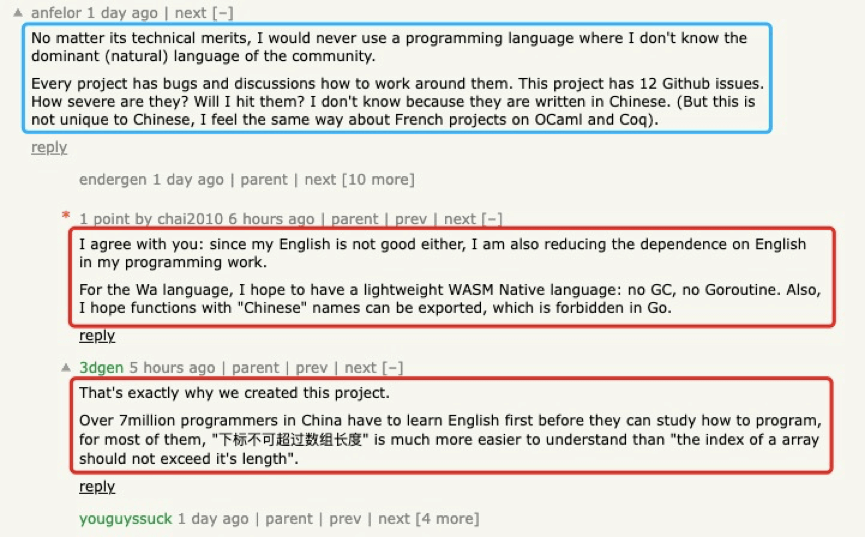 ▲ anfelor 1 day ago | next [–]
No matter its technical merits, I would never use a programming language where I don't know the
dominant (natural) language of the community.
Every project has bugs and discussions how to work around them. This project has 12 Github issues.
How severe are they? Will I hit them? I don't know because they are written in Chinese. (But this is
not unique to Chinese, I feel the same way about French projects on OCaml and Coq).
reply
endergen 1 day ago | parent | next [10 more]
* 1 point by chai2010 6 hours ago | parent | prev | next [–]
I agree with you: since my English is not good either, I am also reducing the dependence on English
in my programming work.
For the Wa language, I hope to have a lightweight WASM Native language: no GC, no Goroutine. Also,
I hope functions with "Chinese" names can be exported, which is forbidden in Go.
reply
▲ 3dgen 5 hours ago | parent | prev | next [–]
That's exactly why we created this project.
Over 7million programmers in China have to learn English first before they can study how to program,
for most of them, "下标不可超过数组长度" is much more easier to understand than "the index of a array
should not exceed it's length".
reply
youguyssuck 1 day ago | parent | prev | next [4 more]